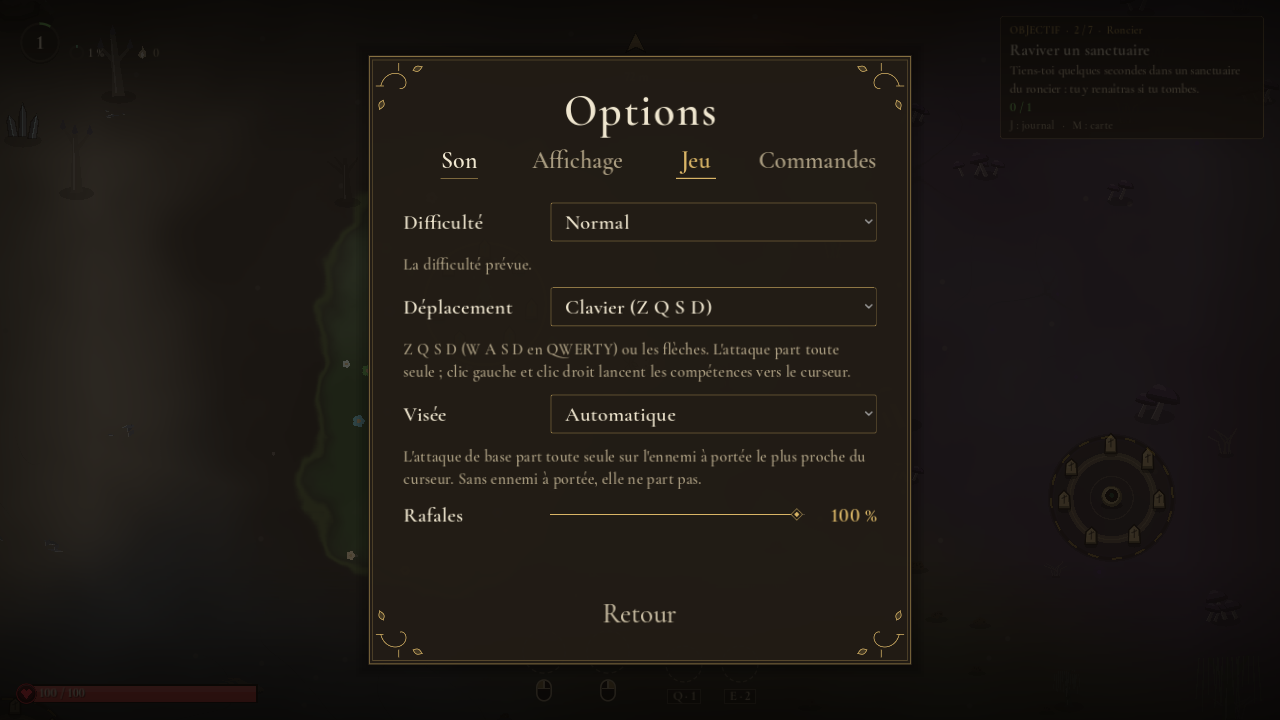 1
1 %
0
OBJECTIF · 2 / 7 · Roncier
Raviver un sanctuaire
Tiens-toi quelques secondes dans un sanctuaire
du roncier : tu y renaîtras si tu tombes.
0 / 1
J : journal · M : carte
Options
Son Affichage Jeu Commandes
Difficulté Normal
La difficulté prévue.
Déplacement Clavier (Z Q S D)
Z Q S D (W A S D en QWERTY) ou les flèches. L'attaque part toute
seule ; clic gauche et clic droit lancent les compétences vers le curseur.
Visée Automatique
L'attaque de base part toute seule sur l'ennemi à portée le plus proche du
curseur. Sans ennemi à portée, elle ne part pas.
Rafales 100 %
Retour
100 / 100
Q · 1 E · 2